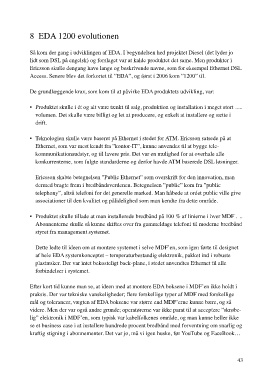 8 EDA 1200 evolutionen
Så kom der gang i udviklingen af EDA. I begyndelsen hed projektet Diesel (det lyder jo
lidt som DSL på engelsk) og forslaget var at kalde produktet det samme. Men produkter i
Ericsson skulle dengang have lange og beskrivende navne, som for eksempel Ethernet DSL
Access. Senere blev det forkortet til "EDA", og først i 2006 kom "1200" til.
De grundlæggende krav, som kom til at påvirke EDA produktets udvikling, var:
• Produktet skulle i ét og alt være tænkt til salg, produktion og installation i meget stort
volumen. Det skulle være billigt og let at producere, og enkelt at installere og sætte i
drift.
• Teknologien skulle være baseret på Ethernet i stedet for ATM. Ericsson satsede på at
Ethernet, som var mest kendt fra "kontor-IT", kunne anvendes til at bygge tele-
kommunikationsudstyr, og til lavere pris. Det var en mulighed for at overhale alle
konkurrenterne, som fulgte standarderne og derfor havde ATM baserede DSL løsninger.
Ericsson skabte betegnelsen "Public Ethernet" som overskrift for den innovation, man
dermed bragte frem i bredbåndsverdenen. Betegnelsen "public" kom fra "public
telephony", altså telefoni for det generelle marked. Man håbede at ordet public ville give
associationer til den kvalitet og pålidelighed som man kendte fra dette område.
• Produktet skulle tillade at man installerede bredbånd på 100 % af linierne i hver MDF
Abonnenterne skulle så kunne skiftes over fra gammeldags telefoni til moderne bredbånd
styret fra management systemet.
Dette ledte til ideen om at montere systemet i selve MDF'en, som igen førte til designet
af hele EDA systemkonceptet – temperaturbestandig elektronik, pakket ind i robuste
plasticæsker. Der var intet bekosteligt back-plane, i stedet anvendtes Ethernet til alle
forbindelser i systemet.
Efter kort tid kunne man se, at ideen med at montere EDA boksene i MDF'en ikke holdt i
praksis. Der var tekniske vanskeligheder; flere forskellige typer af MDF med forskellige
mål og tolerancer, vægten af EDA boksene var større end MDF'erne kunne bære, og så
videre. Men der var også andre grunde; operatørerne var ikke parat til at acceptere "skrøbe-
lig" elektronik i MDF'en, som typisk var kabelfolkenes område, og man kunne heller ikke
se et business case i at installere hundrede procent bredbånd med forventning om snarlig og
kraftig stigning i abonnementer. Det var jo, må vi igen huske, før YouTube og FaceBook…
43